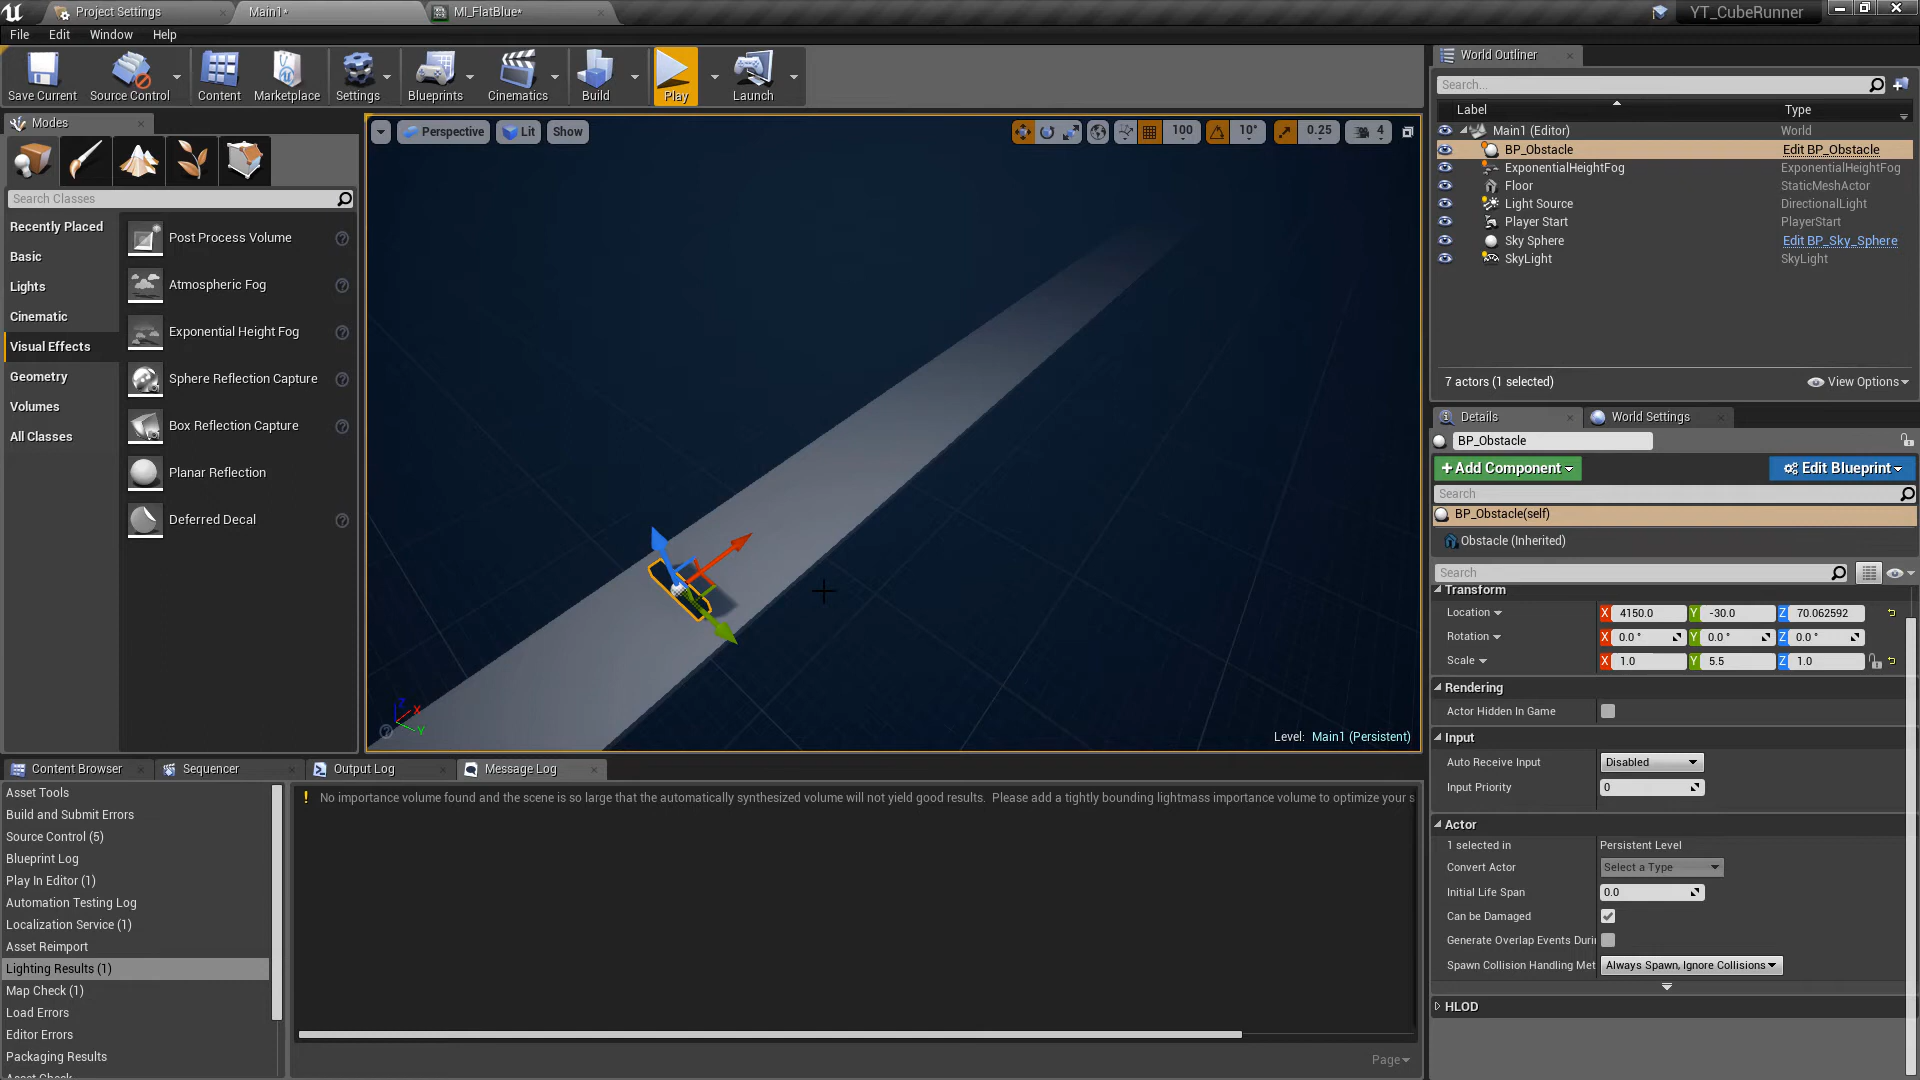 Project Settings
Main1*
MI_FlatBlue*
YT_CubeRunner
File
Edit
Window
Help
Save Current
Source Control
Content
Marketplace
Settings
Blueprints
Cinematics
Build
Play
Launch
Modes
Search Classes
Recently Placed
Basic
Lights
Cinematic
Visual Effects
Geometry
Volumes
All Classes
Post Process Volume
Atmospheric Fog
Exponential Height Fog
Sphere Reflection Capture
Box Reflection Capture
Planar Reflection
Deferred Decal
Perspective
Lit
Show
100
10°
0.25
4
X
Y
Level: Main1 (Persistent)
World Outliner
Search...
Label
Type
Main1 (Editor)
World
BP_Obstacle
Edit BP_Obstacle
ExponentialHeightFog
ExponentialHeightFog
Floor
StaticMeshActor
Light Source
DirectionalLight
Player Start
PlayerStart
Sky Sphere
Edit BP_Sky_Sphere
SkyLight
SkyLight
7 actors (1 selected)
View Options
Details
World Settings
BP_Obstacle
+Add Component
Edit Blueprint
Search
BP_Obstacle(self)
Obstacle (Inherited)
Search
Transform
Location X 4150.0 Y -30.0 Z 70.062592
Rotation X 0.0 ° Y 0.0 ° Z 0.0 °
Scale X 1.0 Y 5.5 Z 1.0
Rendering
Actor Hidden In Game
Input
Auto Receive Input
Disabled
Input Priority
0
Actor
1 selected in
Persistent Level
Convert Actor
Select a Type
Initial Life Span
0.0
Can be Damaged
Generate Overlap Events Duri
Spawn Collision Handling Met
Always Spawn, Ignore Collisions
HLOD
Content Browser
Sequencer
Output Log
Message Log
Asset Tools
Build and Submit Errors
Source Control (5)
Blueprint Log
Play In Editor (1)
Automation Testing Log
Localization Service (1)
Asset Reimport
Lighting Results (1)
Map Check (1)
Load Errors
Editor Errors
Packaging Results
Asset Check
No importance volume found and the scene is so large that the automatically synthesized volume will not yield good results. Please add a tightly bounding lightmass importance volume to optimize your s
Page